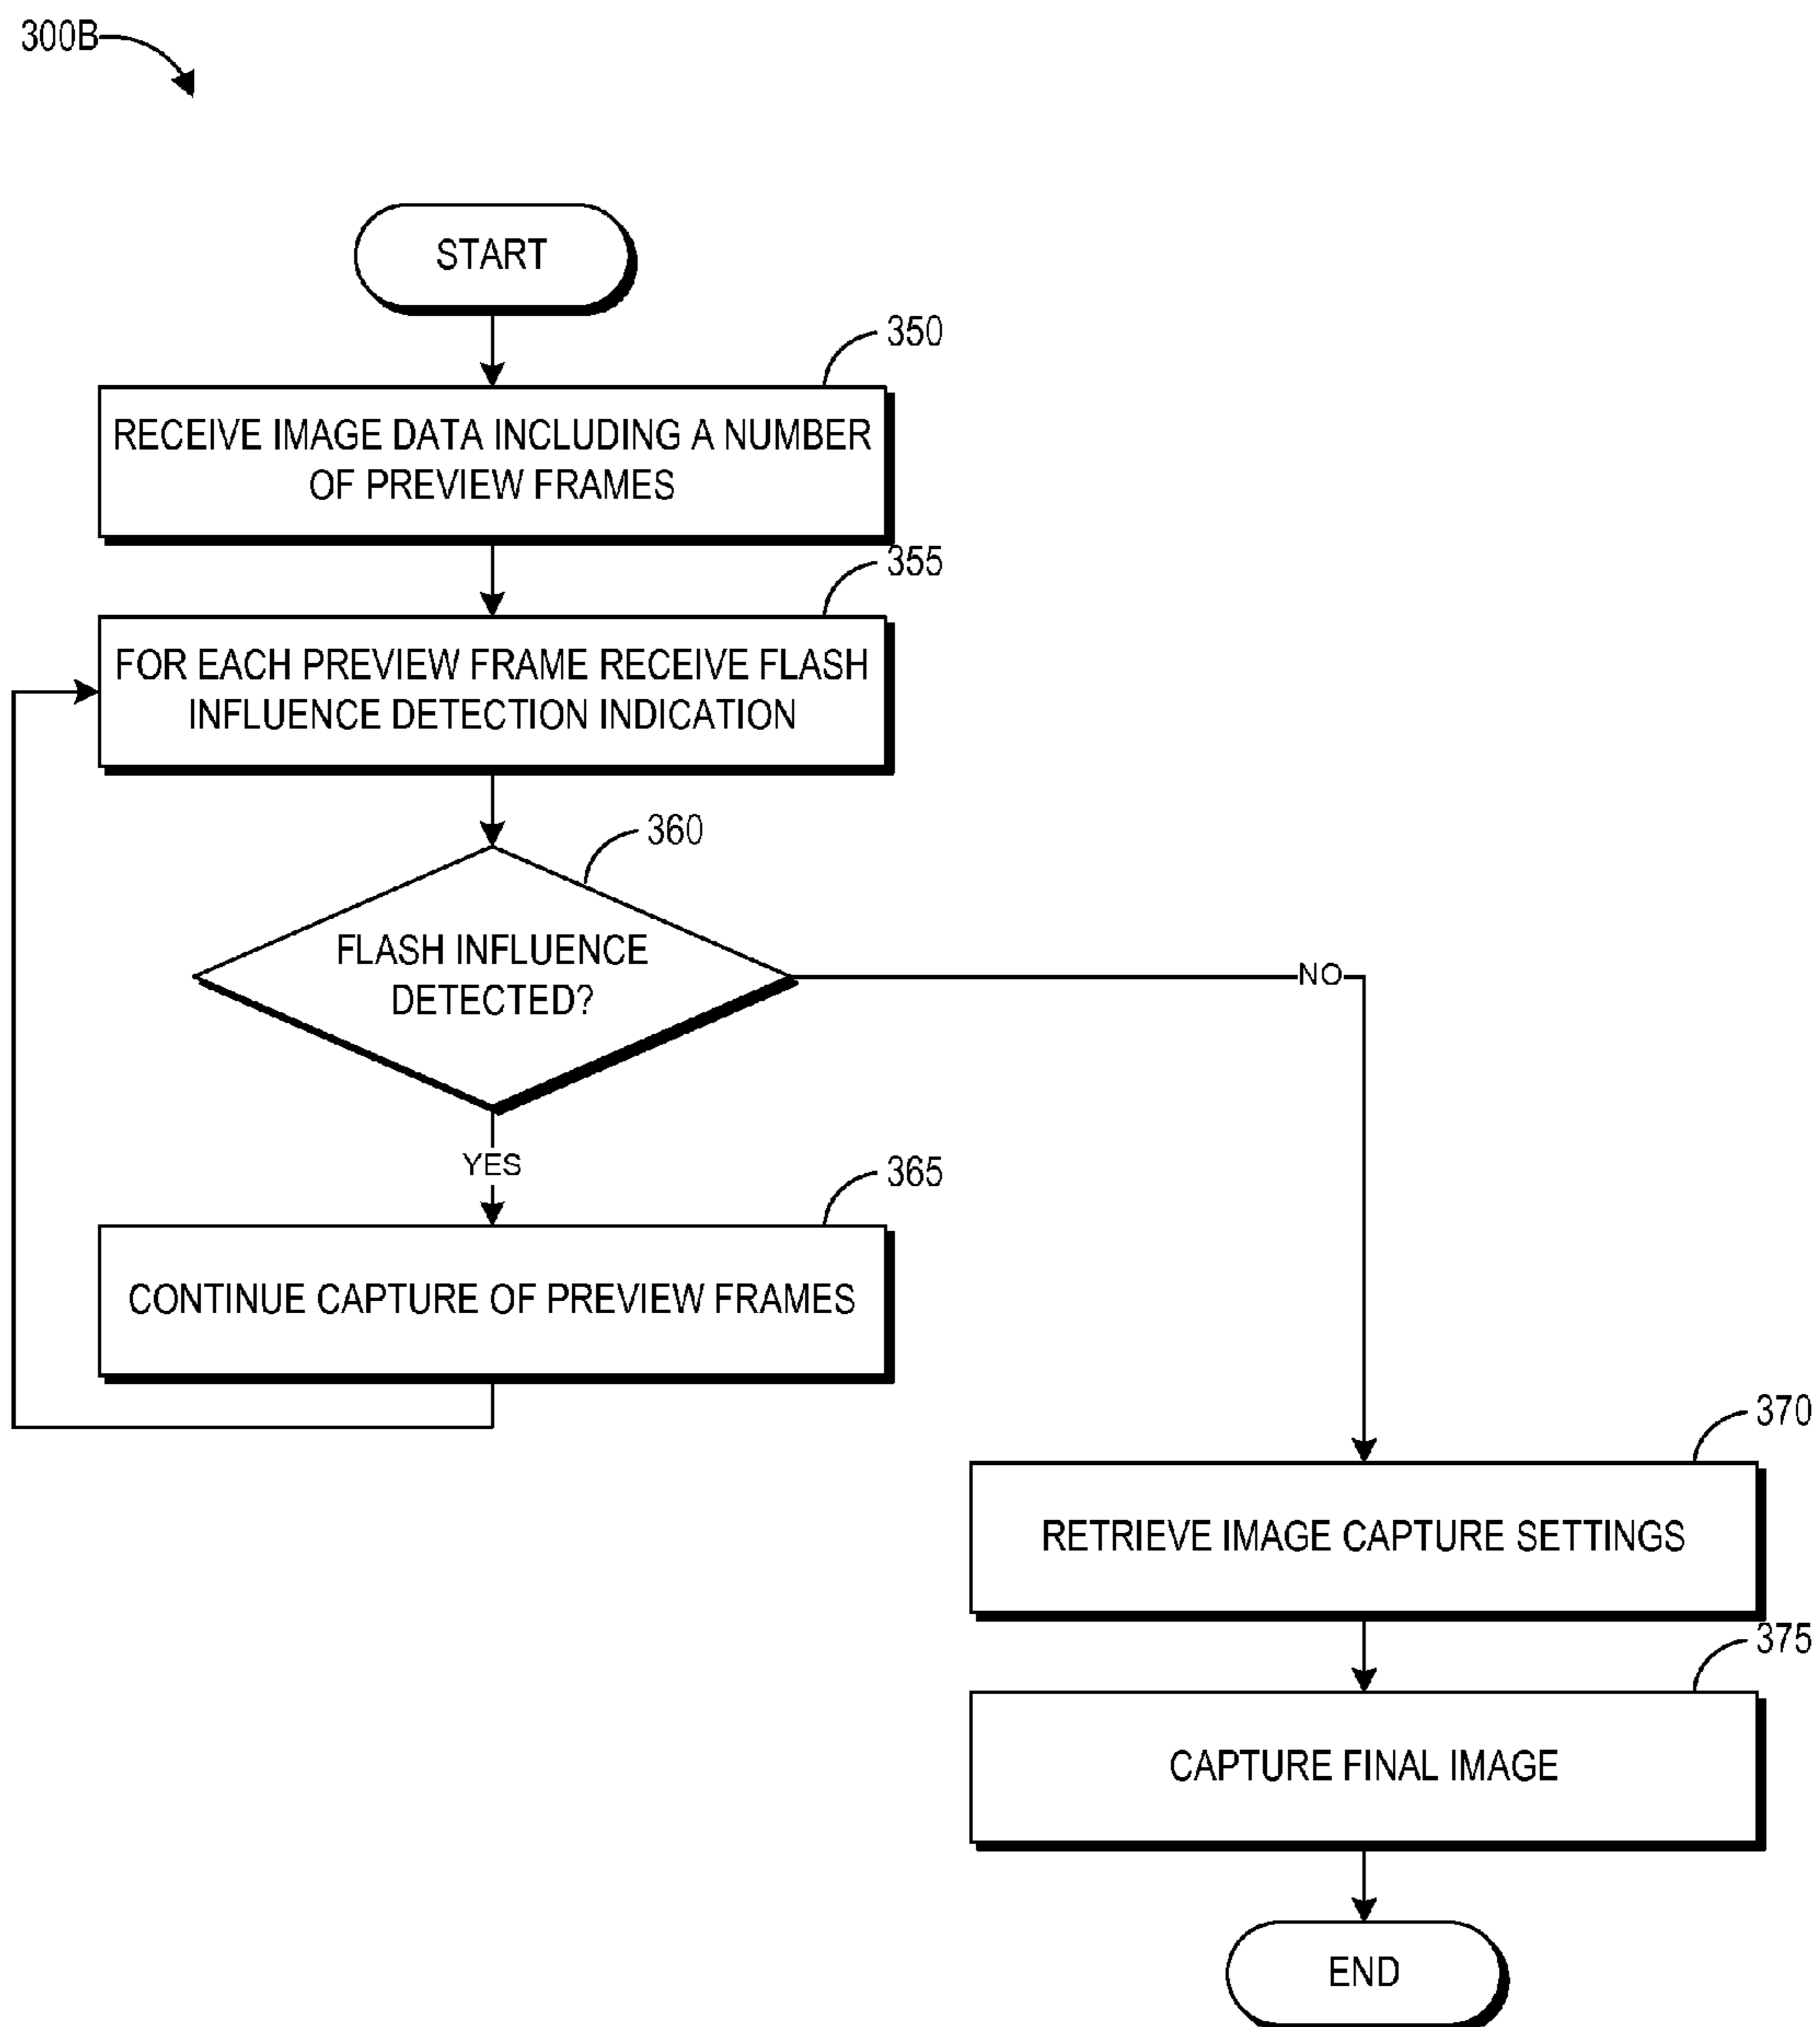 300B
START
350
RECEIVE IMAGE DATA INCLUDING A NUMBER
OF PREVIEW FRAMES
355
FOR EACH PREVIEW FRAME RECEIVE FLASH
INFLUENCE DETECTION INDICATION
360
FLASH INFLUENCE
DETECTED?
NO
YES
365
CONTINUE CAPTURE OF PREVIEW FRAMES
370
RETRIEVE IMAGE CAPTURE SETTINGS
375
CAPTURE FINAL IMAGE
END